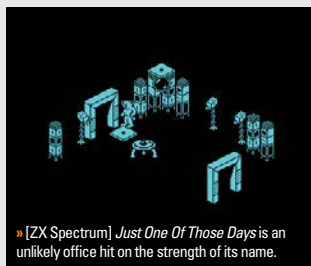 » [ZX Spectrum] Just One Of Those Days is an
unlikely office hit on the strength of its name.